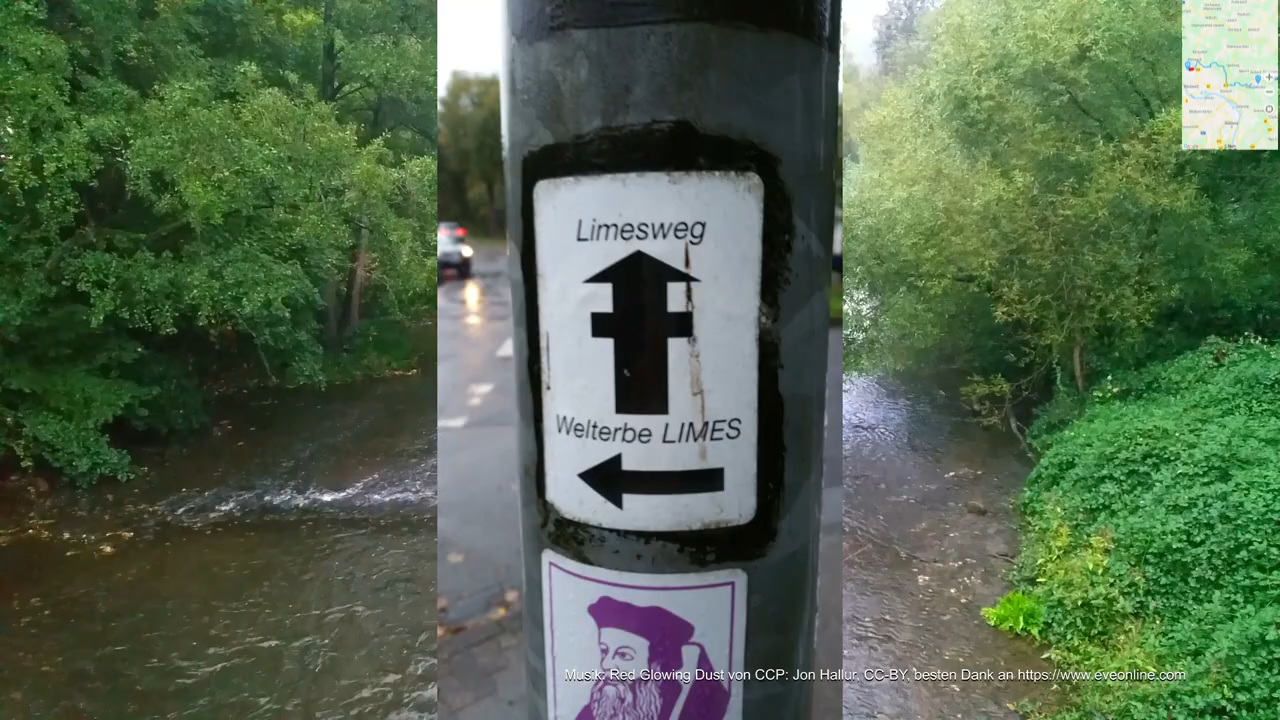 Limesweg
Welterbe LIMES
Musik: Red Glowing Dust von CCP: Jon Hallur, CC-BY, besten Dank an https://www.eveonline.com